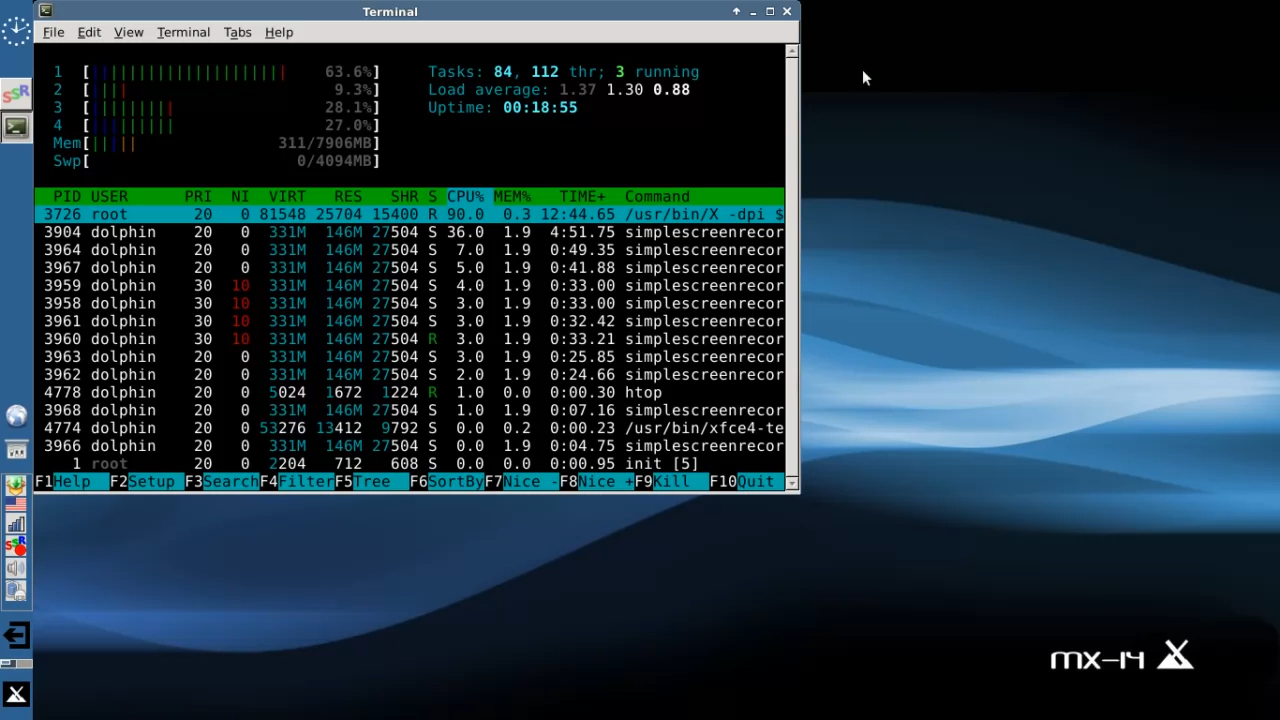 Terminal
File Edit View Terminal Tabs Help
1 [||||||||||||||||||||| 63.6%] Tasks: 84, 112 thr; 3 running
2 [|||| 9.3%] Load average: 1.37 1.30 0.88
3 [||||||||| 28.1%] Uptime: 00:18:55
4 [||||||||| 27.0%]
Mem[||||| 311/7906MB]
Swp[ 0/4094MB]
PID USER PRI NI VIRT RES SHR S CPU% MEM% TIME+ Command
3726 root 20 0 81548 25704 15400 R 90.0 0.3 12:44.65 /usr/bin/X -dpi $
3904 dolphin 20 0 331M 146M 27504 S 36.0 1.9 4:51.75 simplescreenrecor
3964 dolphin 20 0 331M 146M 27504 S 7.0 1.9 0:49.35 simplescreenrecor
3967 dolphin 20 0 331M 146M 27504 S 5.0 1.9 0:41.88 simplescreenrecor
3959 dolphin 30 10 331M 146M 27504 S 4.0 1.9 0:33.00 simplescreenrecor
3958 dolphin 30 10 331M 146M 27504 S 3.0 1.9 0:33.00 simplescreenrecor
3961 dolphin 30 10 331M 146M 27504 S 3.0 1.9 0:32.42 simplescreenrecor
3960 dolphin 30 10 331M 146M 27504 R 3.0 1.9 0:33.21 simplescreenrecor
3963 dolphin 20 0 331M 146M 27504 S 3.0 1.9 0:25.85 simplescreenrecor
3962 dolphin 20 0 331M 146M 27504 S 2.0 1.9 0:24.66 simplescreenrecor
4778 dolphin 20 0 5024 1672 1224 R 1.0 0.0 0:00.30 htop
3968 dolphin 20 0 331M 146M 27504 S 1.0 1.9 0:07.16 simplescreenrecor
4774 dolphin 20 0 53276 13412 9792 S 0.0 0.2 0:00.23 /usr/bin/xfce4-te
3966 dolphin 20 0 331M 146M 27504 S 0.0 1.9 0:04.75 simplescreenrecor
1 root 20 0 2204 712 608 S 0.0 0.0 0:00.95 init [5]
F1Help F2Setup F3SearchF4FilterF5Tree F6SortByF7Nice -F8Nice +F9Kill F10Quit
SSR
SSR
mx-14